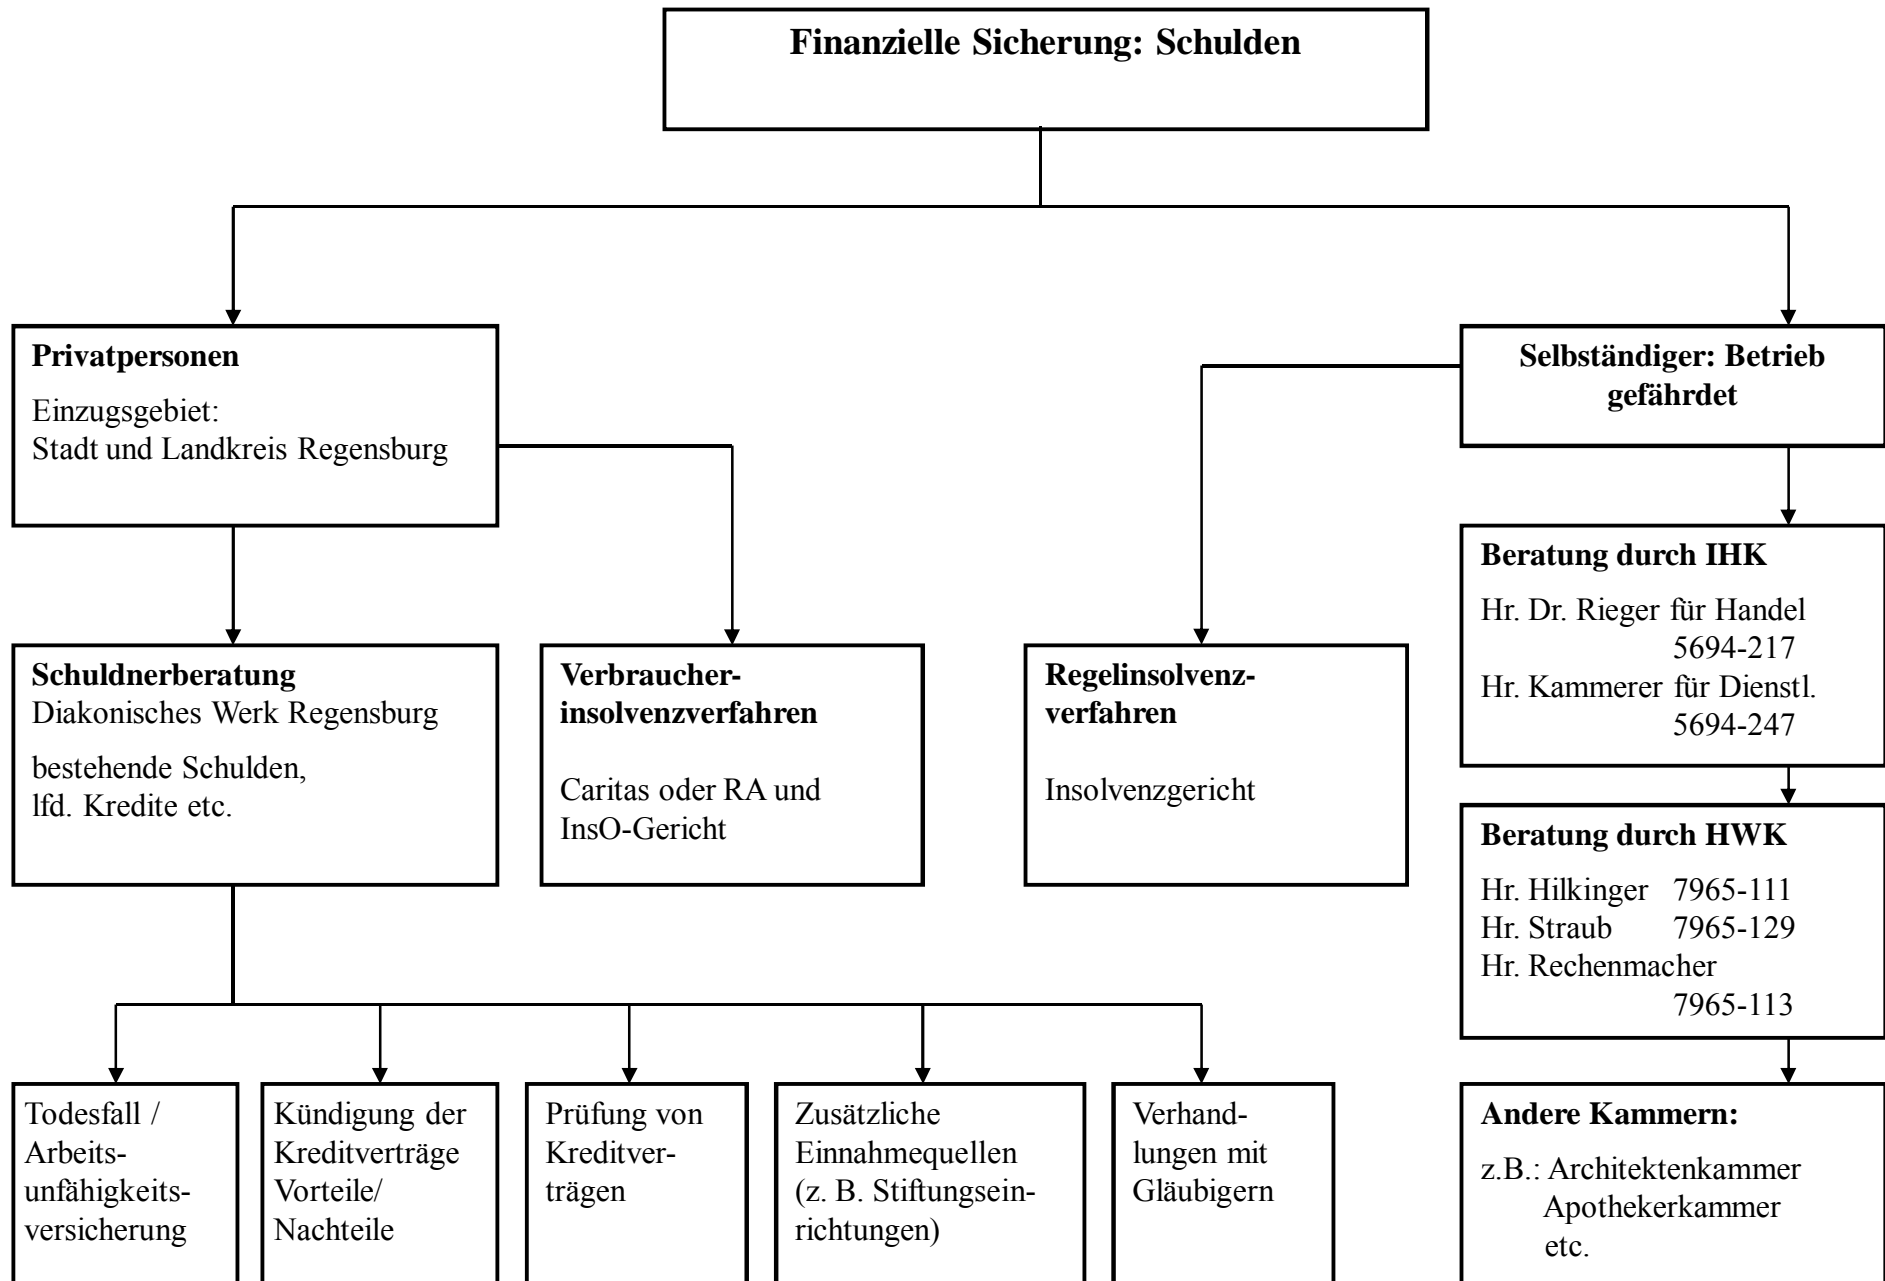 Finanzielle Sicherung: Schulden
Privatpersonen
Einzugsgebiet:
Stadt und Landkreis Regensburg
Selbständiger: Betrieb
gefährdet
Schuldnerberatung
Diakonisches Werk Regensburg
bestehende Schulden,
lfd. Kredite etc.
Verbraucher-
insolvenzverfahren
Caritas oder RA und
InsO-Gericht
Regelinsolvenz-
verfahren
Insolvenzgericht
Beratung durch IHK
Hr. Dr. Rieger für Handel
5694-217
Hr. Kammerer für Dienstl.
5694-247
Beratung durch HWK
Hr. Hilkinger 7965-111
Hr. Straub 7965-129
Hr. Rechenmacher
7965-113
Todesfall /
Arbeits-
unfähigkeits-
versicherung
Kündigung der
Kreditverträge
Vorteile/
Nachteile
Prüfung von
Kreditver-
trägen
Zusätzliche
Einnahmequellen
(z. B. Stiftungsein-
richtungen)
Verhand-
lungen mit
Gläubigern
Andere Kammern:
z.B.: Architektenkammer
Apothekerkammer
etc.